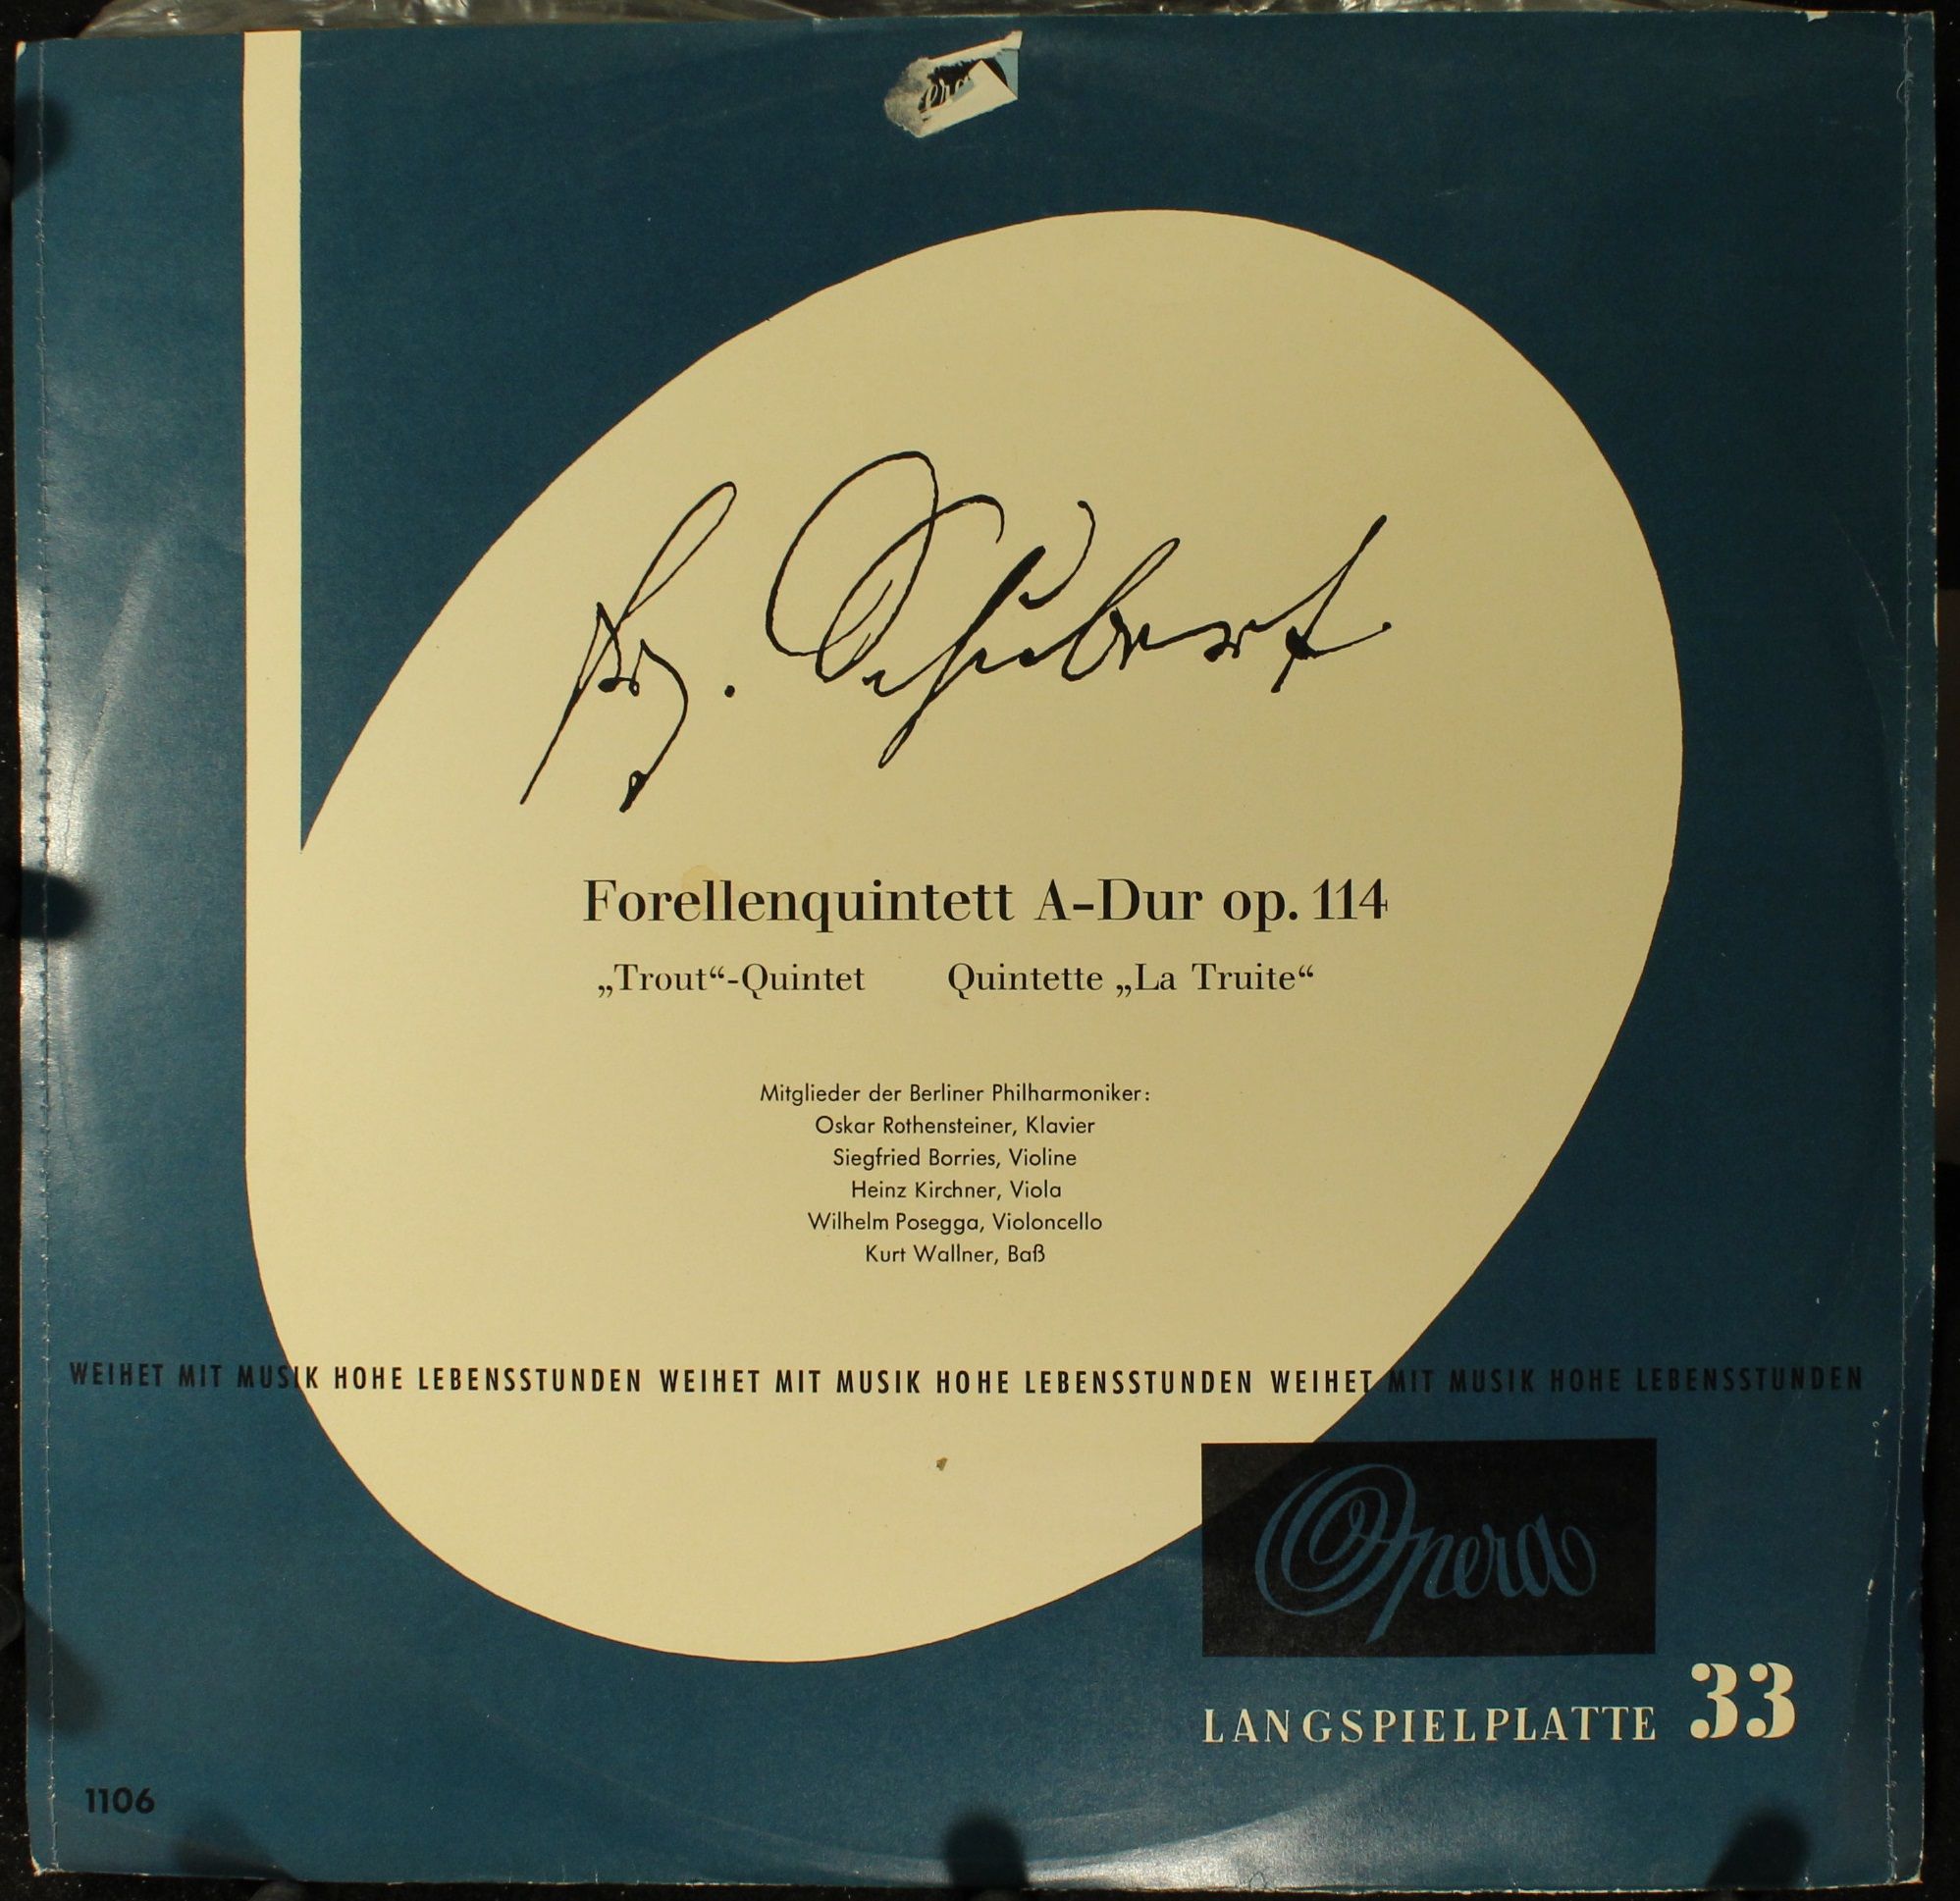 Frz. Schubert
Forellenquintett A-Dur op. 114
„Trout“-Quintet Quintette „La Truite“
Mitglieder der Berliner Philharmoniker:
Oskar Rothensteiner, Klavier
Siegfried Borries, Violine
Heinz Kirchner, Viola
Wilhelm Posegga, Violoncello
Kurt Wallner, Baß
WEIHET MIT MUSIK HOHE LEBENSSTUNDEN WEIHET MIT MUSIK HOHE LEBENSSTUNDEN WEIHET MIT MUSIK HOHE LEBENSSTUNDEN
Opera
LANGSPIELPLATTE 33
1106